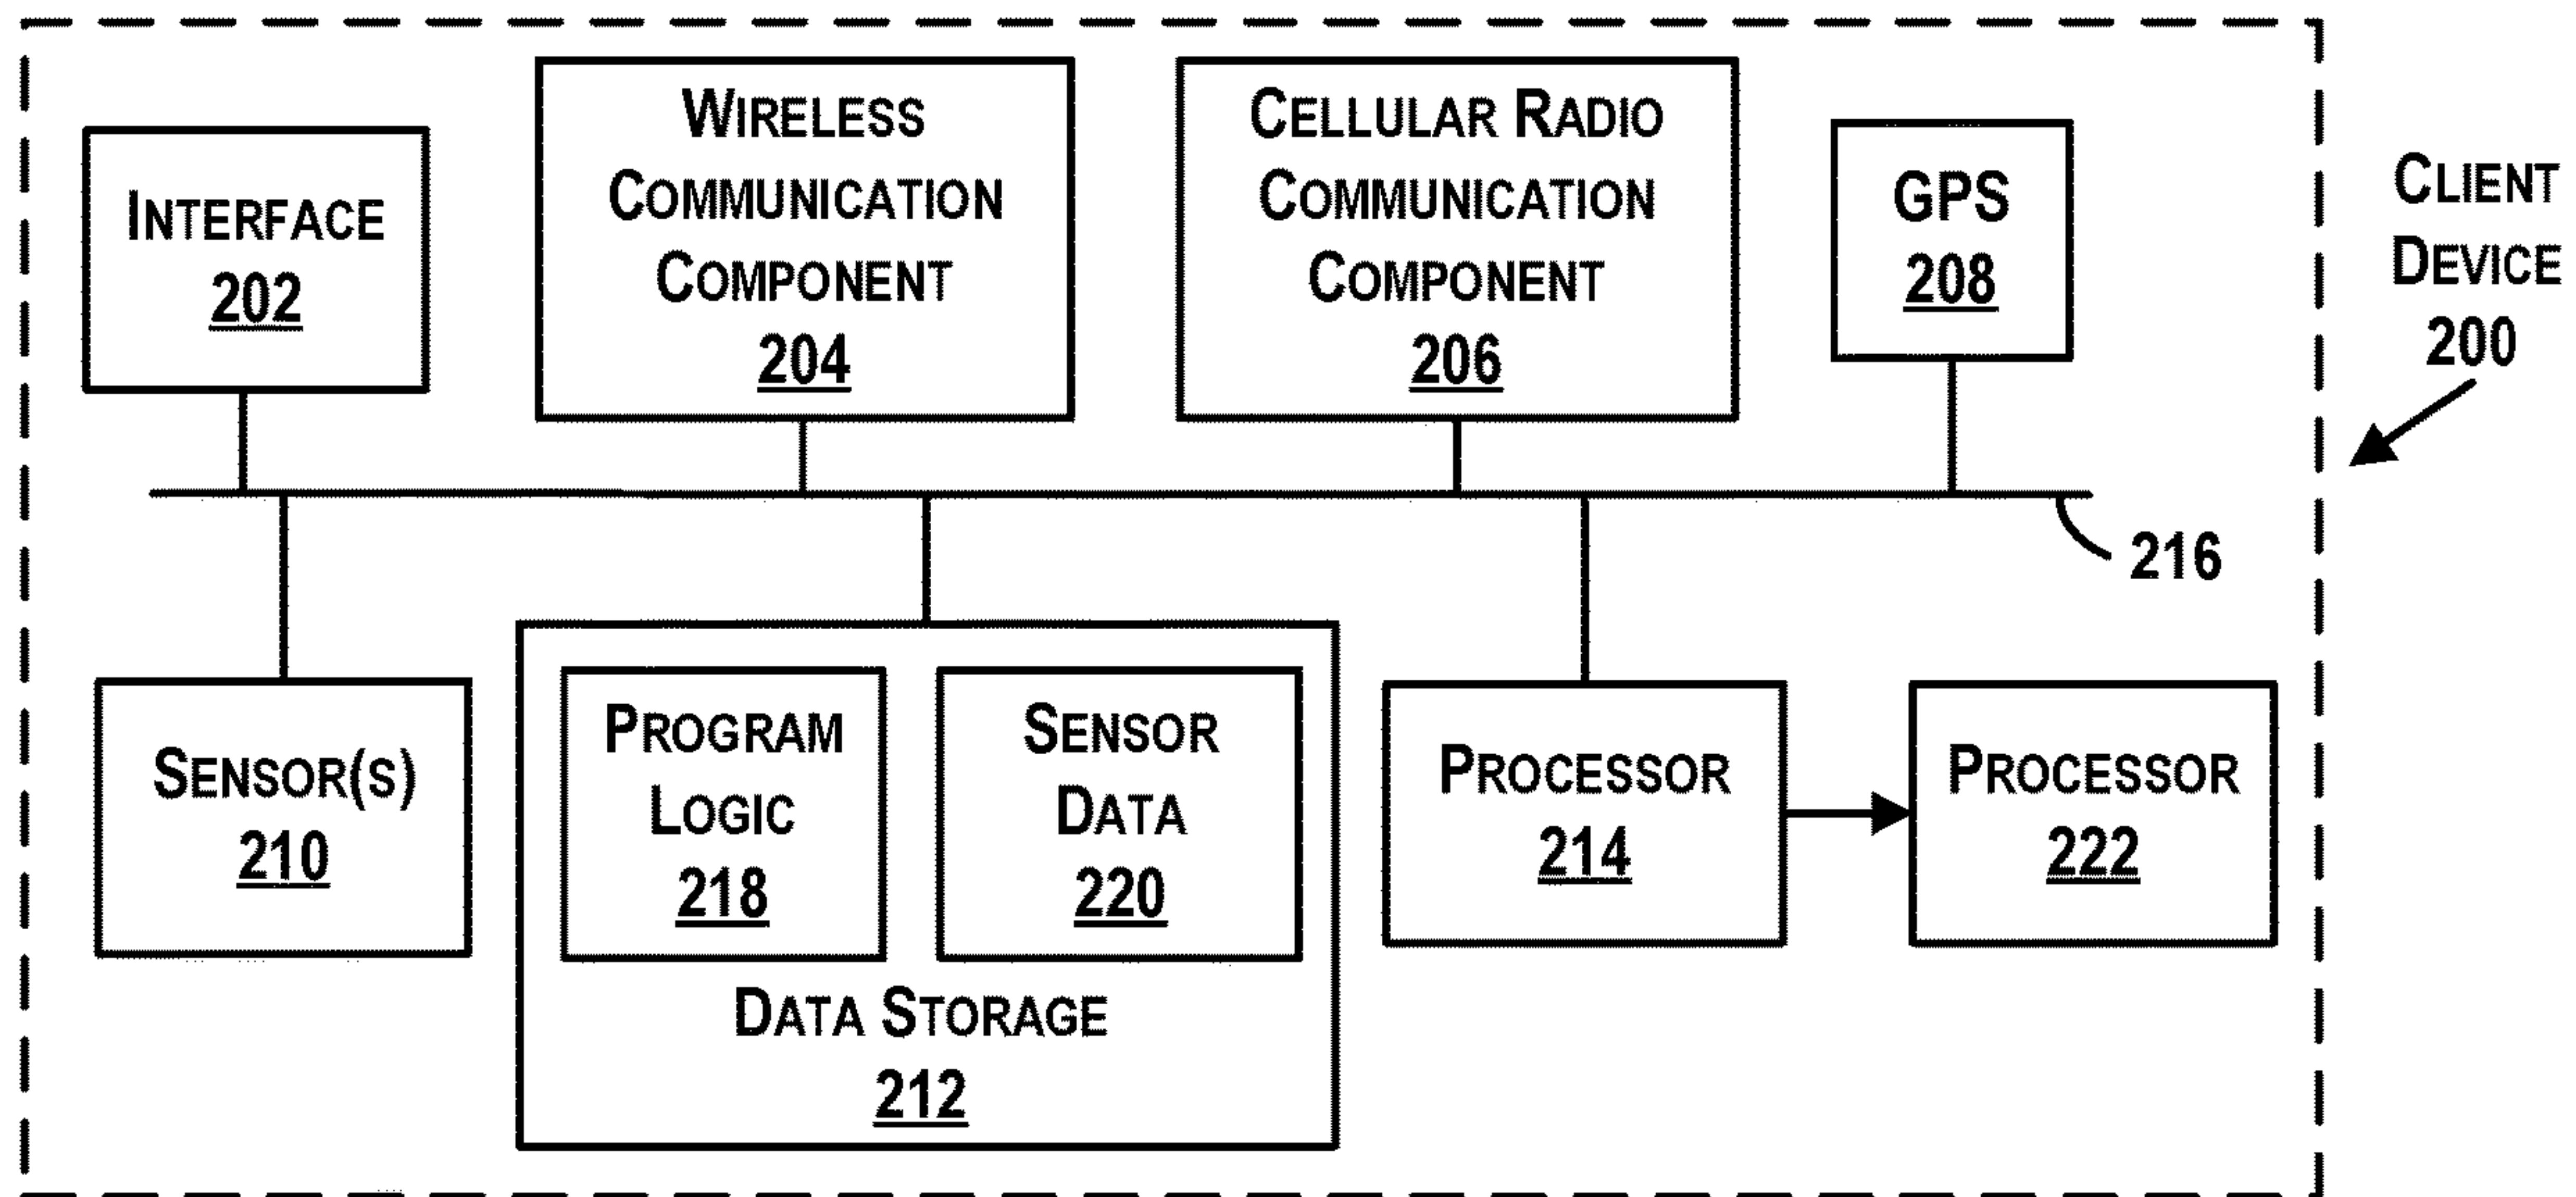 INTERFACE
202
WIRELESS
COMMUNICATION
COMPONENT
204
CELLULAR RADIO
COMMUNICATION
COMPONENT
206
GPS
208
CLIENT
DEVICE
200
216
SENSOR(S)
210
PROGRAM
LOGIC
218
SENSOR
DATA
220
DATA STORAGE
212
PROCESSOR
214
PROCESSOR
222